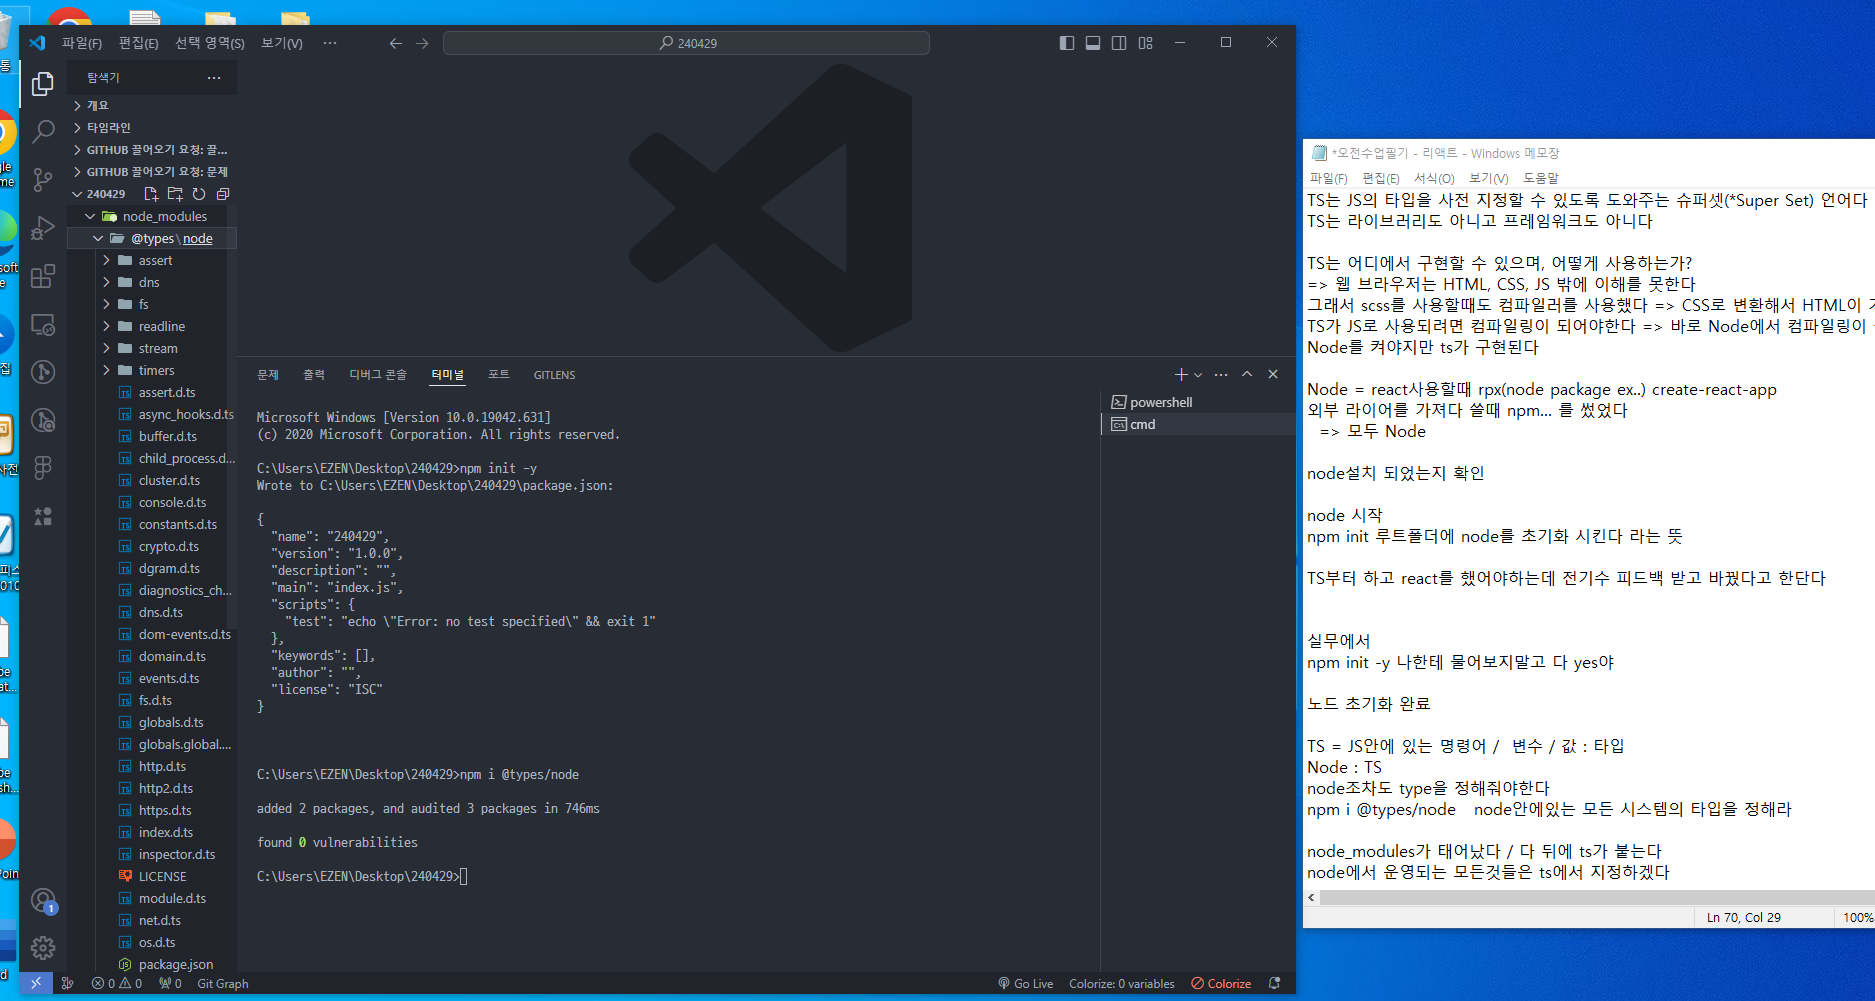 파일(F) 편집(E) 선택 영역(S) 보기(V) ···
240429
탐색기
개요
타임라인
GITHUB 끌어오기 요청: 끌...
GITHUB 끌어오기 요청: 문제
240429
node_modules
@types\node
assert
dns
fs
readline
stream
timers
assert.d.ts
async_hooks.d.ts
buffer.d.ts
child_process.d...
cluster.d.ts
console.d.ts
constants.d.ts
crypto.d.ts
dgram.d.ts
diagnostics_ch...
dns.d.ts
dom-events.d.ts
domain.d.ts
events.d.ts
fs.d.ts
globals.d.ts
globals.global....
http.d.ts
http2.d.ts
https.d.ts
index.d.ts
inspector.d.ts
LICENSE
module.d.ts
net.d.ts
os.d.ts
package.json
문제 출력 디버그 콘솔 터미널 포트 GITLENS
powershell
cmd
Microsoft Windows [Version 10.0.19042.631]
(c) 2020 Microsoft Corporation. All rights reserved.
C:\Users\EZEN\Desktop\240429>npm init -y
Wrote to C:\Users\EZEN\Desktop\240429\package.json:
{
"name": "240429",
"version": "1.0.0",
"description": "",
"main": "index.js",
"scripts": {
"test": "echo \"Error: no test specified\" && exit 1"
},
"keywords": [],
"author": "",
"license": "ISC"
}
C:\Users\EZEN\Desktop\240429>npm i @types/node
added 2 packages, and audited 3 packages in 746ms
found 0 vulnerabilities
C:\Users\EZEN\Desktop\240429>
1
0 0 0 Git Graph
Go Live Colorize: 0 variables Colorize
*오전수업필기 - 리액트 - Windows 메모장
파일(F) 편집(E) 서식(O) 보기(V) 도움말
TS는 JS의 타입을 사전 지정할 수 있도록 도와주는 슈퍼셋(*Super Set) 언어다
TS는 라이브러리도 아니고 프레임워크도 아니다
TS는 어디에서 구현할 수 있으며, 어떻게 사용하는가?
=> 웹 브라우저는 HTML, CSS, JS 밖에 이해를 못한다
그래서 scss를 사용할때도 컴파일러를 사용했다 => CSS로 변환해서 HTML이
TS가 JS로 사용되려면 컴파일링이 되어야한다 => 바로 Node에서 컴파일링이
Node를 켜야지만 ts가 구현된다
Node = react사용할때 rpx(node package ex..) create-react-app
외부 라이어를 가져다 쓸때 npm... 를 썼었다
=> 모두 Node
node설치 되었는지 확인
node 시작
npm init 루트폴더에 node를 초기화 시킨다 라는 뜻
TS부터 하고 react를 했어야하는데 전기수 피드백 받고 바꿨다고 한단다
실무에서
npm init -y 나한테 물어보지말고 다 yes야
노드 초기화 완료
TS = JS안에 있는 명령어 / 변수 / 값 : 타입
Node : TS
node조차도 type을 정해줘야한다
npm i @types/node node안에있는 모든 시스템의 타입을 정해라
node_modules가 태어났다 / 다 뒤에 ts가 붙는다
node에서 운영되는 모든것들은 ts에서 지정하겠다
Ln 70, Col 29 100%